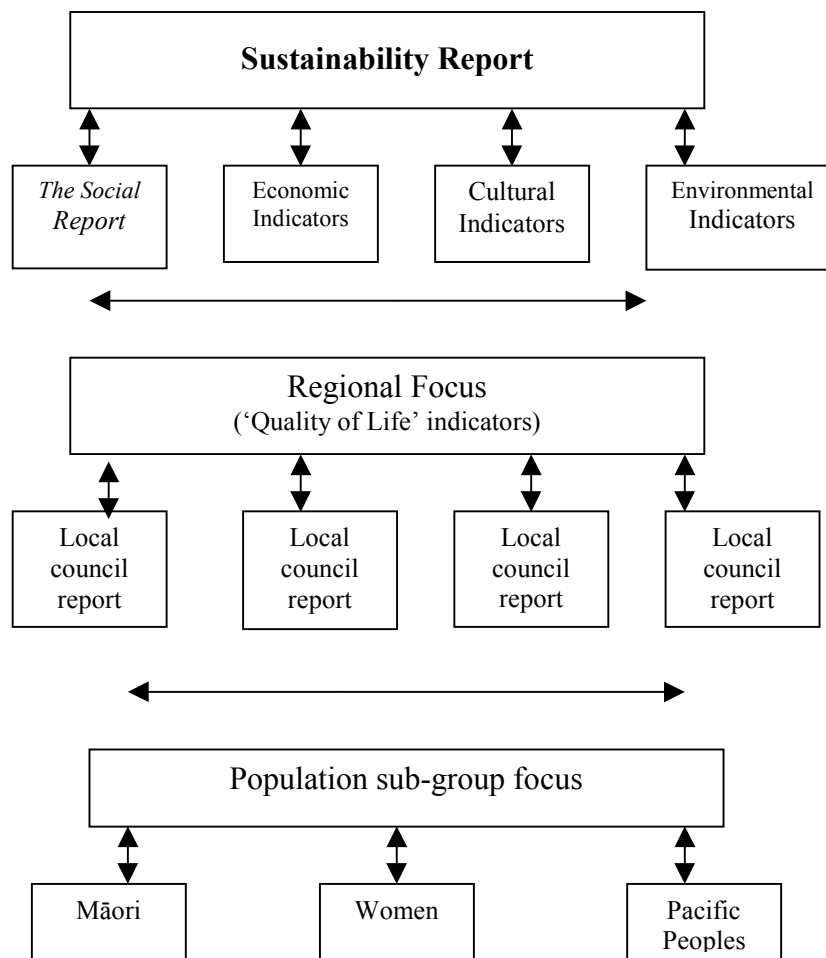 Sustainability Report
The Social
Report
Economic
Indicators
Cultural
Indicators
Environmental
Indicators
Regional Focus
(‘Quality of Life’ indicators)
Local
council
report
Local
council
report
Local
council
report
Local
council
report
Population sub-group focus
Māori
Women
Pacific
Peoples